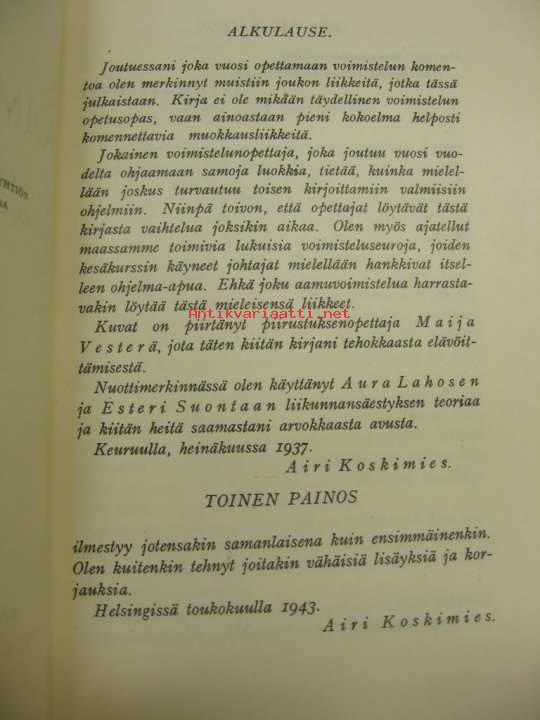 ALKULAUSE.
Joutuessani joka vuosi opettamaan voimistelun komen-
toa olen merkinnyt muistiin joukon liikkeitä, jotka tässä
julkaistaan. Kirja ei ole mikään täydellinen voimistelun
opetusopas, vaan ainoastaan pieni kokoelma helposti
komennettavia muokkausliikkeitä.
Jokainen voimistelunopettaja, joka joutuu vuosi vuo-
delta ohjaamaan samoja luokkia, tietää, kuinka mielel-
lään joskus turvautuu toisen kirjoittamiin valmiisiin
ohjelmiin. Niinpä toivon, että opettajat löytävät tästä
kirjasta vaihtelua joksikin aikaa. Olen myös ajatellut
maassamme toimivia lukuisia voimisteluseuroja, joiden
kesäkurssin käyneet johtajat mielellään hankkivat itsel-
leen ohjelma-apua. Ehkä joku aamuvoimistelua harrasta-
vakin löytää tästä mieleisensä liikkeet.
Antikvariaatti.net
Kuvat on piirtänyt piirustuksenopettaja Maija
Vesterä, jota täten kiitän kirjani tehokkaasta elävöit-
tämisestä.
Nuottimerkinnässä olen käyttänyt Aura Lahosen
ja Esteri Suontaan liikunnansäestyksen teoriaa
ja kiitän heitä saamastani arvokkaasta avusta.
Keuruulla, heinäkuussa 1937.
Airi Koskimies.
TOINEN PAINOS
ilmestyy jotensakin samanlaisena kuin ensimmäinenkin.
Olen kuitenkin tehnyt joitakin vähäisiä lisäyksiä ja kor-
jauksia.
Helsingissä toukokuulla 1943.
Airi Koskimies.